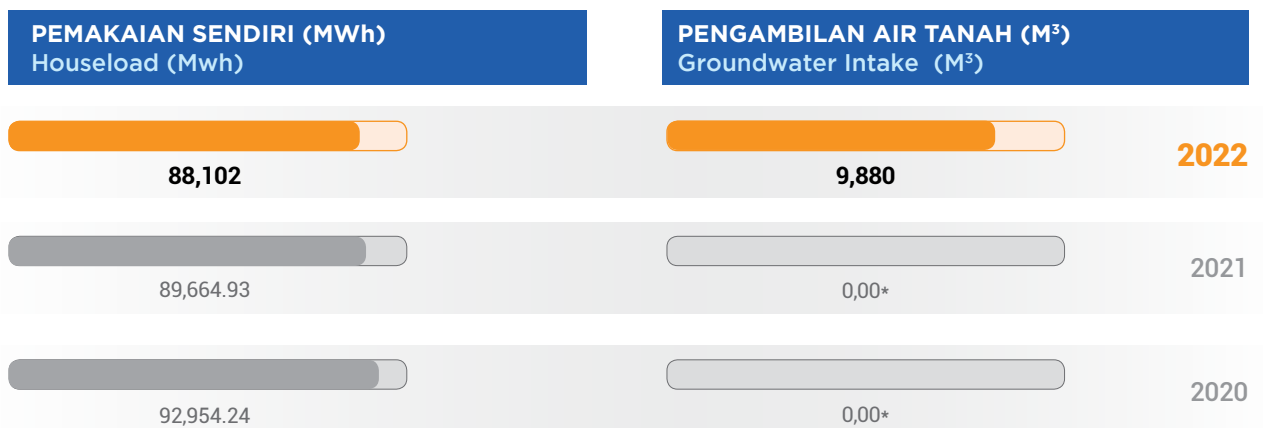 PEMAKAIAN SENDIRI (MWh)
Houseload (Mwh)
PENGAMBILAN AIR TANAH (M³)
Groundwater Intake (M³)
88,102
9,880
2022
89,664.93
0,00*
2021
92,954.24
0,00*
2020